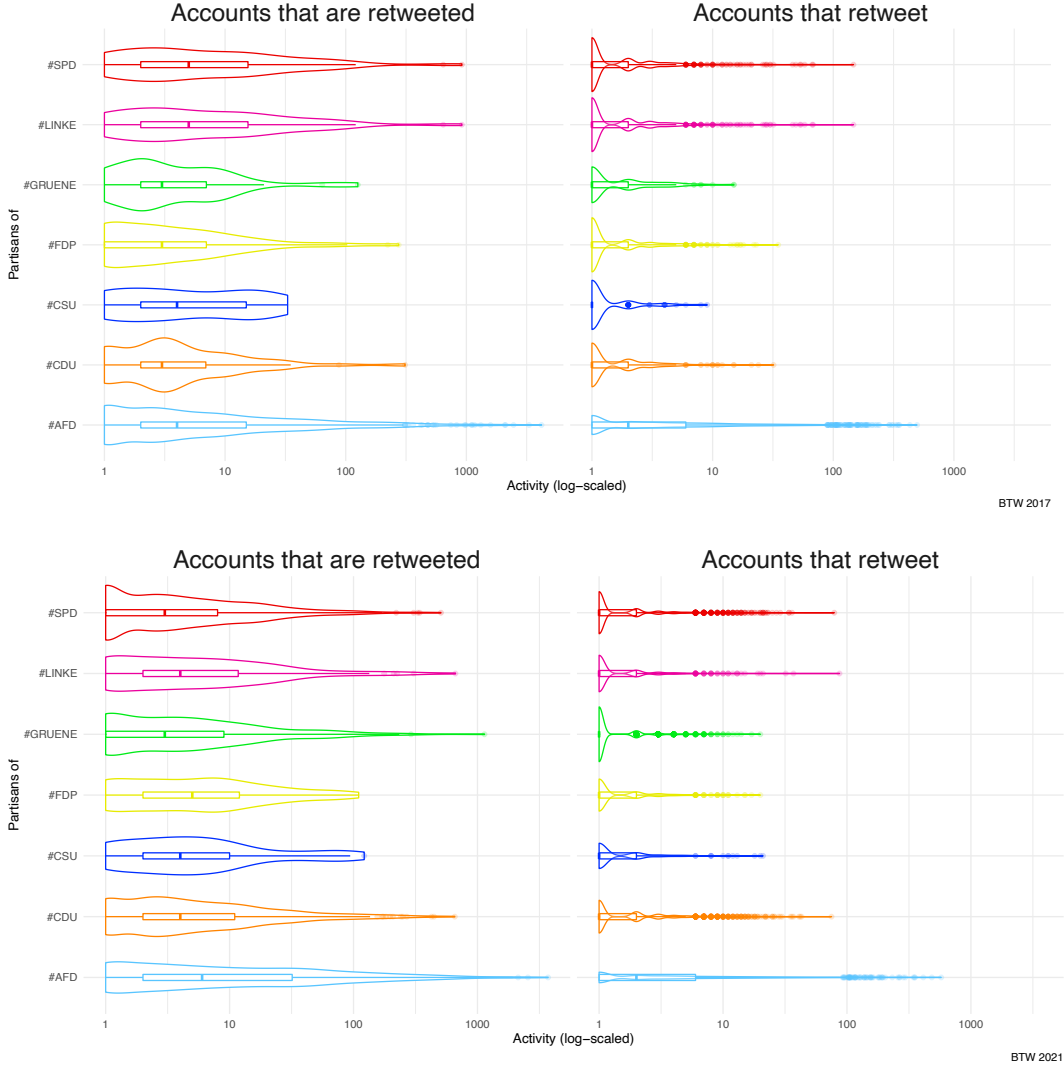 Accounts that are retweeted
Accounts that retweet
Partisans of
#SPD
#LINKE
#GRUENE
#FDP
#CSU
#CDU
#AFD
1 10 100 1000
1 10 100 1000
Activity (log−scaled)
BTW 2017
Accounts that are retweeted
Accounts that retweet
Partisans of
#SPD
#LINKE
#GRUENE
#FDP
#CSU
#CDU
#AFD
1 10 100 1000
1 10 100 1000
Activity (log−scaled)
BTW 2021